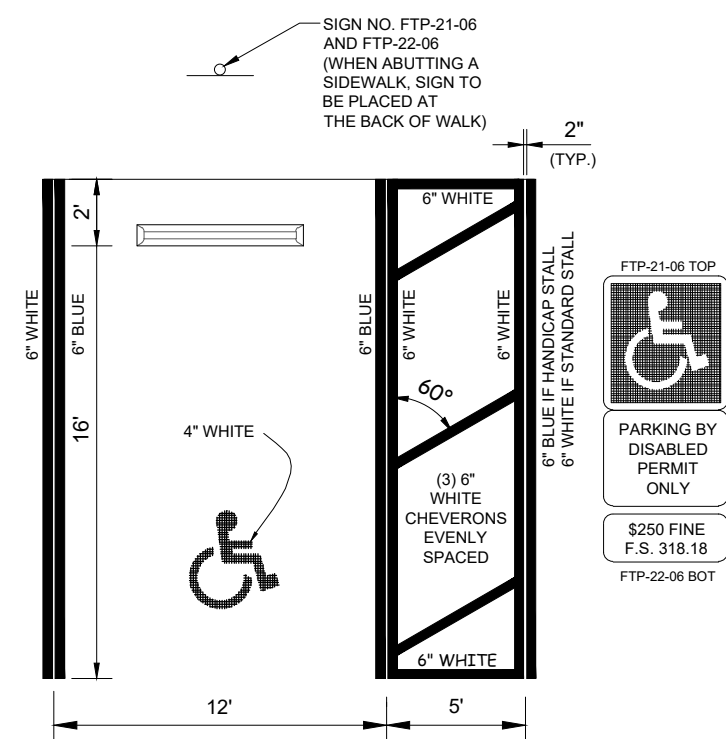 SIGN NO. FTP-21-06
AND FTP-22-06
(WHEN ABUTTING A
SIDEWALK, SIGN TO
BE PLACED AT
THE BACK OF WALK)
2"
(TYP.)
2'
6" WHITE
6" BLUE
16'
4" WHITE
6" BLUE
6" WHITE
6" WHITE
60°
6" WHITE
(3) 6"
WHITE
CHEVERONS
EVENLY
SPACED
6" WHITE
6" BLUE IF HANDICAP STALL
6" WHITE IF STANDARD STALL
FTP-21-06 TOP
PARKING BY
DISABLED
PERMIT
ONLY
$250 FINE
F.S. 318.18
FTP-22-06 BOT
12'
5'